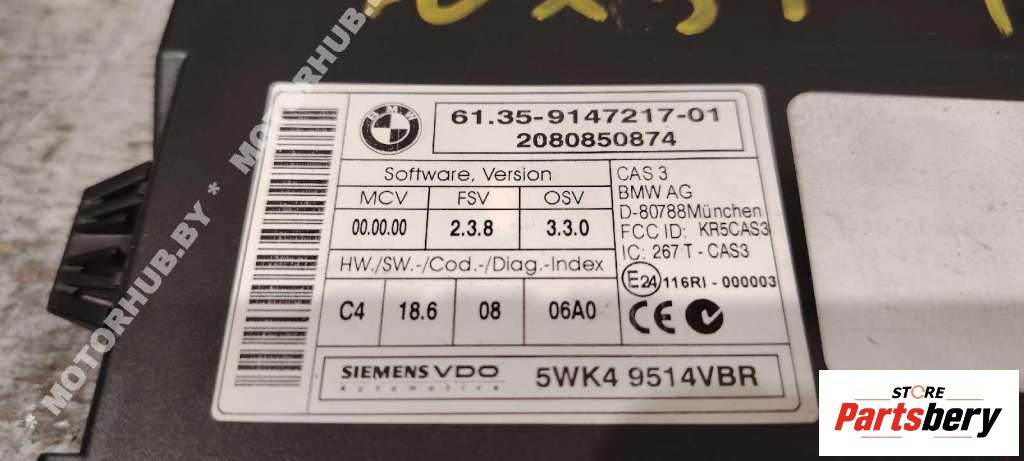 BMW
61.35-9147217-01
2080850874
Software, Version
MCV FSV OSV
00.00.00 2.3.8 3.3.0
HW./SW.-/Cod.-/Diag.-Index
C4 18.6 08 06A0
CAS 3
BMW AG
D-80788München
FCC ID: KR5CAS3
IC: 267 T - CAS3
E24 116RI - 000003
CE
SIEMENS VDO
Automotive
5WK4 9514VBR
* MOTORHUB.BY * MOTORHUB.BY
STORE
Partsbery